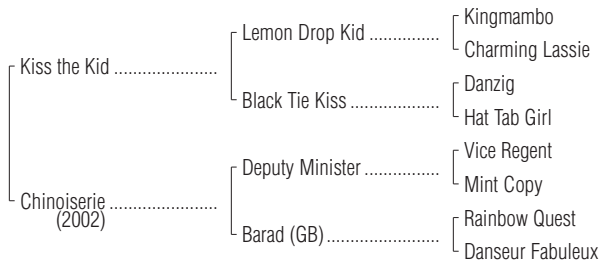 Kingmambo
Lemon Drop Kid ................
Charming Lassie
Kiss the Kid ......................
Danzig
Black Tie Kiss ....................
Hat Tab Girl
Vice Regent
Deputy Minister .................
Mint Copy
Chinoiserie .......................
(2002)
Rainbow Quest
Barad (GB) .........................
Danseur Fabuleux